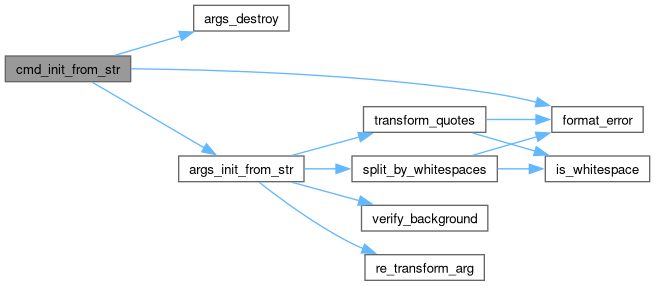 args_destroy
cmd_init_from_str
transform_quotes
format_error
args_init_from_str
split_by_whitespaces
is_whitespace
verify_background
re_transform_arg